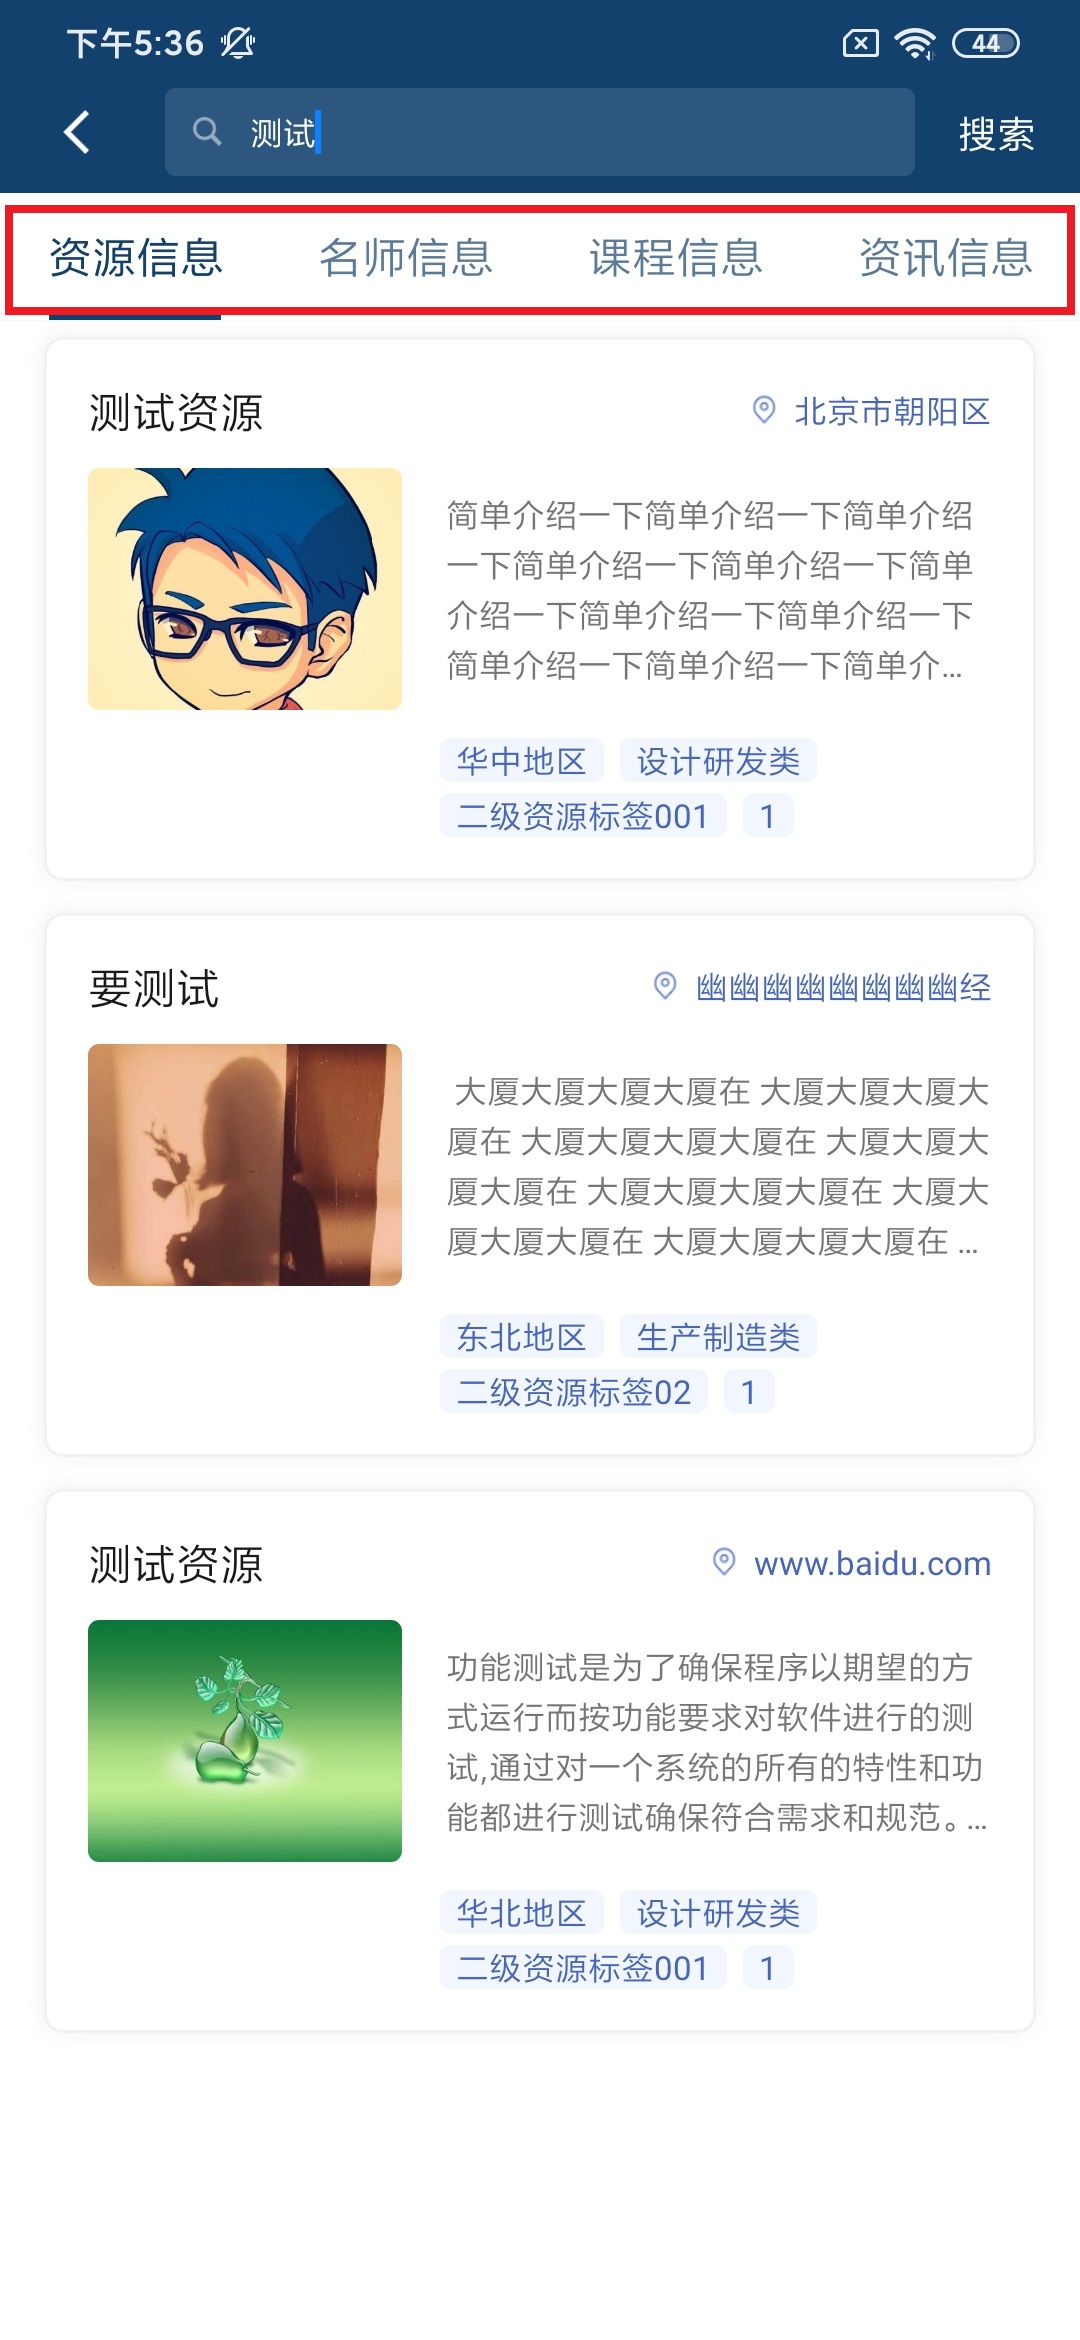 下午5:36
44
测试
搜索
资源信息 名师信息 课程信息 资讯信息
测试资源
北京市朝阳区
简单介绍一下简单介绍一下简单介绍
一下简单介绍一下简单介绍一下简单
介绍一下简单介绍一下简单介绍一下
简单介绍一下简单介绍一下简单介...
华中地区 设计研发类
二级资源标签001 1
要测试
幽幽幽幽幽幽幽幽经
大厦大厦大厦大厦在 大厦大厦大厦大
厦在 大厦大厦大厦大厦在 大厦大厦大
厦大厦在 大厦大厦大厦大厦在 大厦大
厦大厦大厦在 大厦大厦大厦大厦在 ...
东北地区 生产制造类
二级资源标签02 1
测试资源
www.baidu.com
功能测试是为了确保程序以期望的方
式运行而按功能要求对软件进行的测
试,通过对一个系统的所有的特性和功
能都进行测试确保符合需求和规范。...
华北地区 设计研发类
二级资源标签001 1